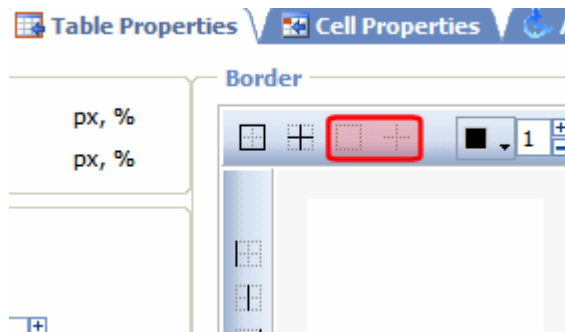 Table Properties
Cell Properties
Border
px, %
px, %
1